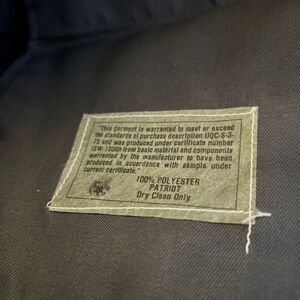 "This garment is warranted to meet or exceed
the standards of purchase description UQC-S-3-
75 and was produced under certificate number
from basic material and components
warranted by the manufacturer to have been
produced in accordance with sample under
current certificate."
100% POLYESTER
PATRIOT
Dry Clean Only